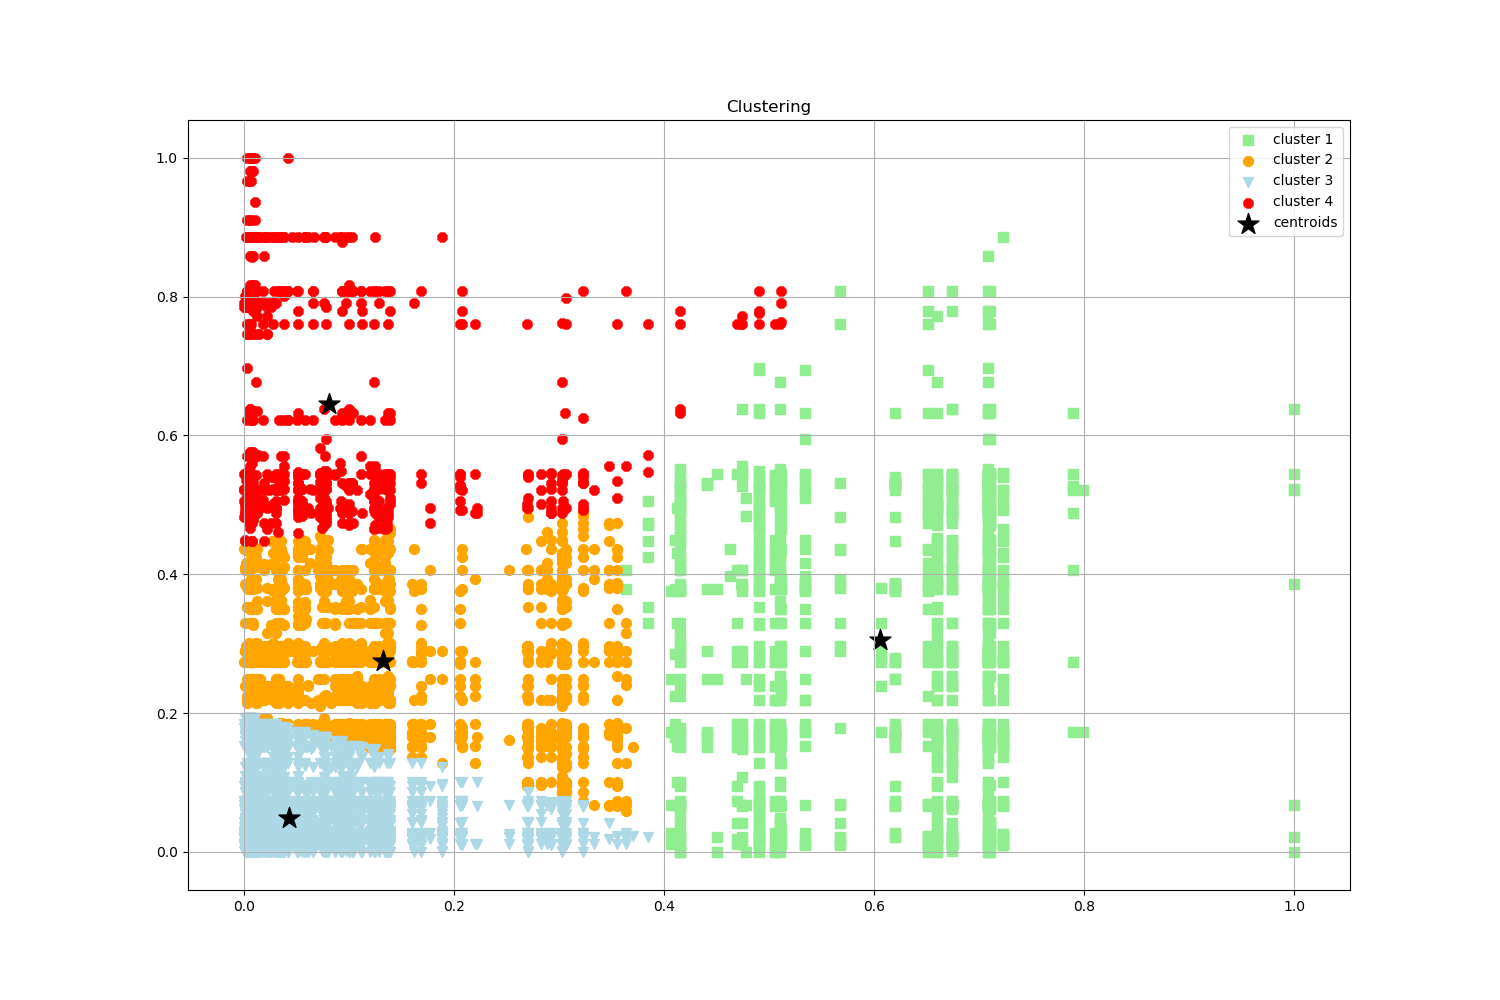 Clustering
cluster 1
cluster 2
cluster 3
cluster 4
centroids
1.0
0.8
0.6
0.4
0.2
0.0
0.0 0.2 0.4 0.6 0.8 1.0